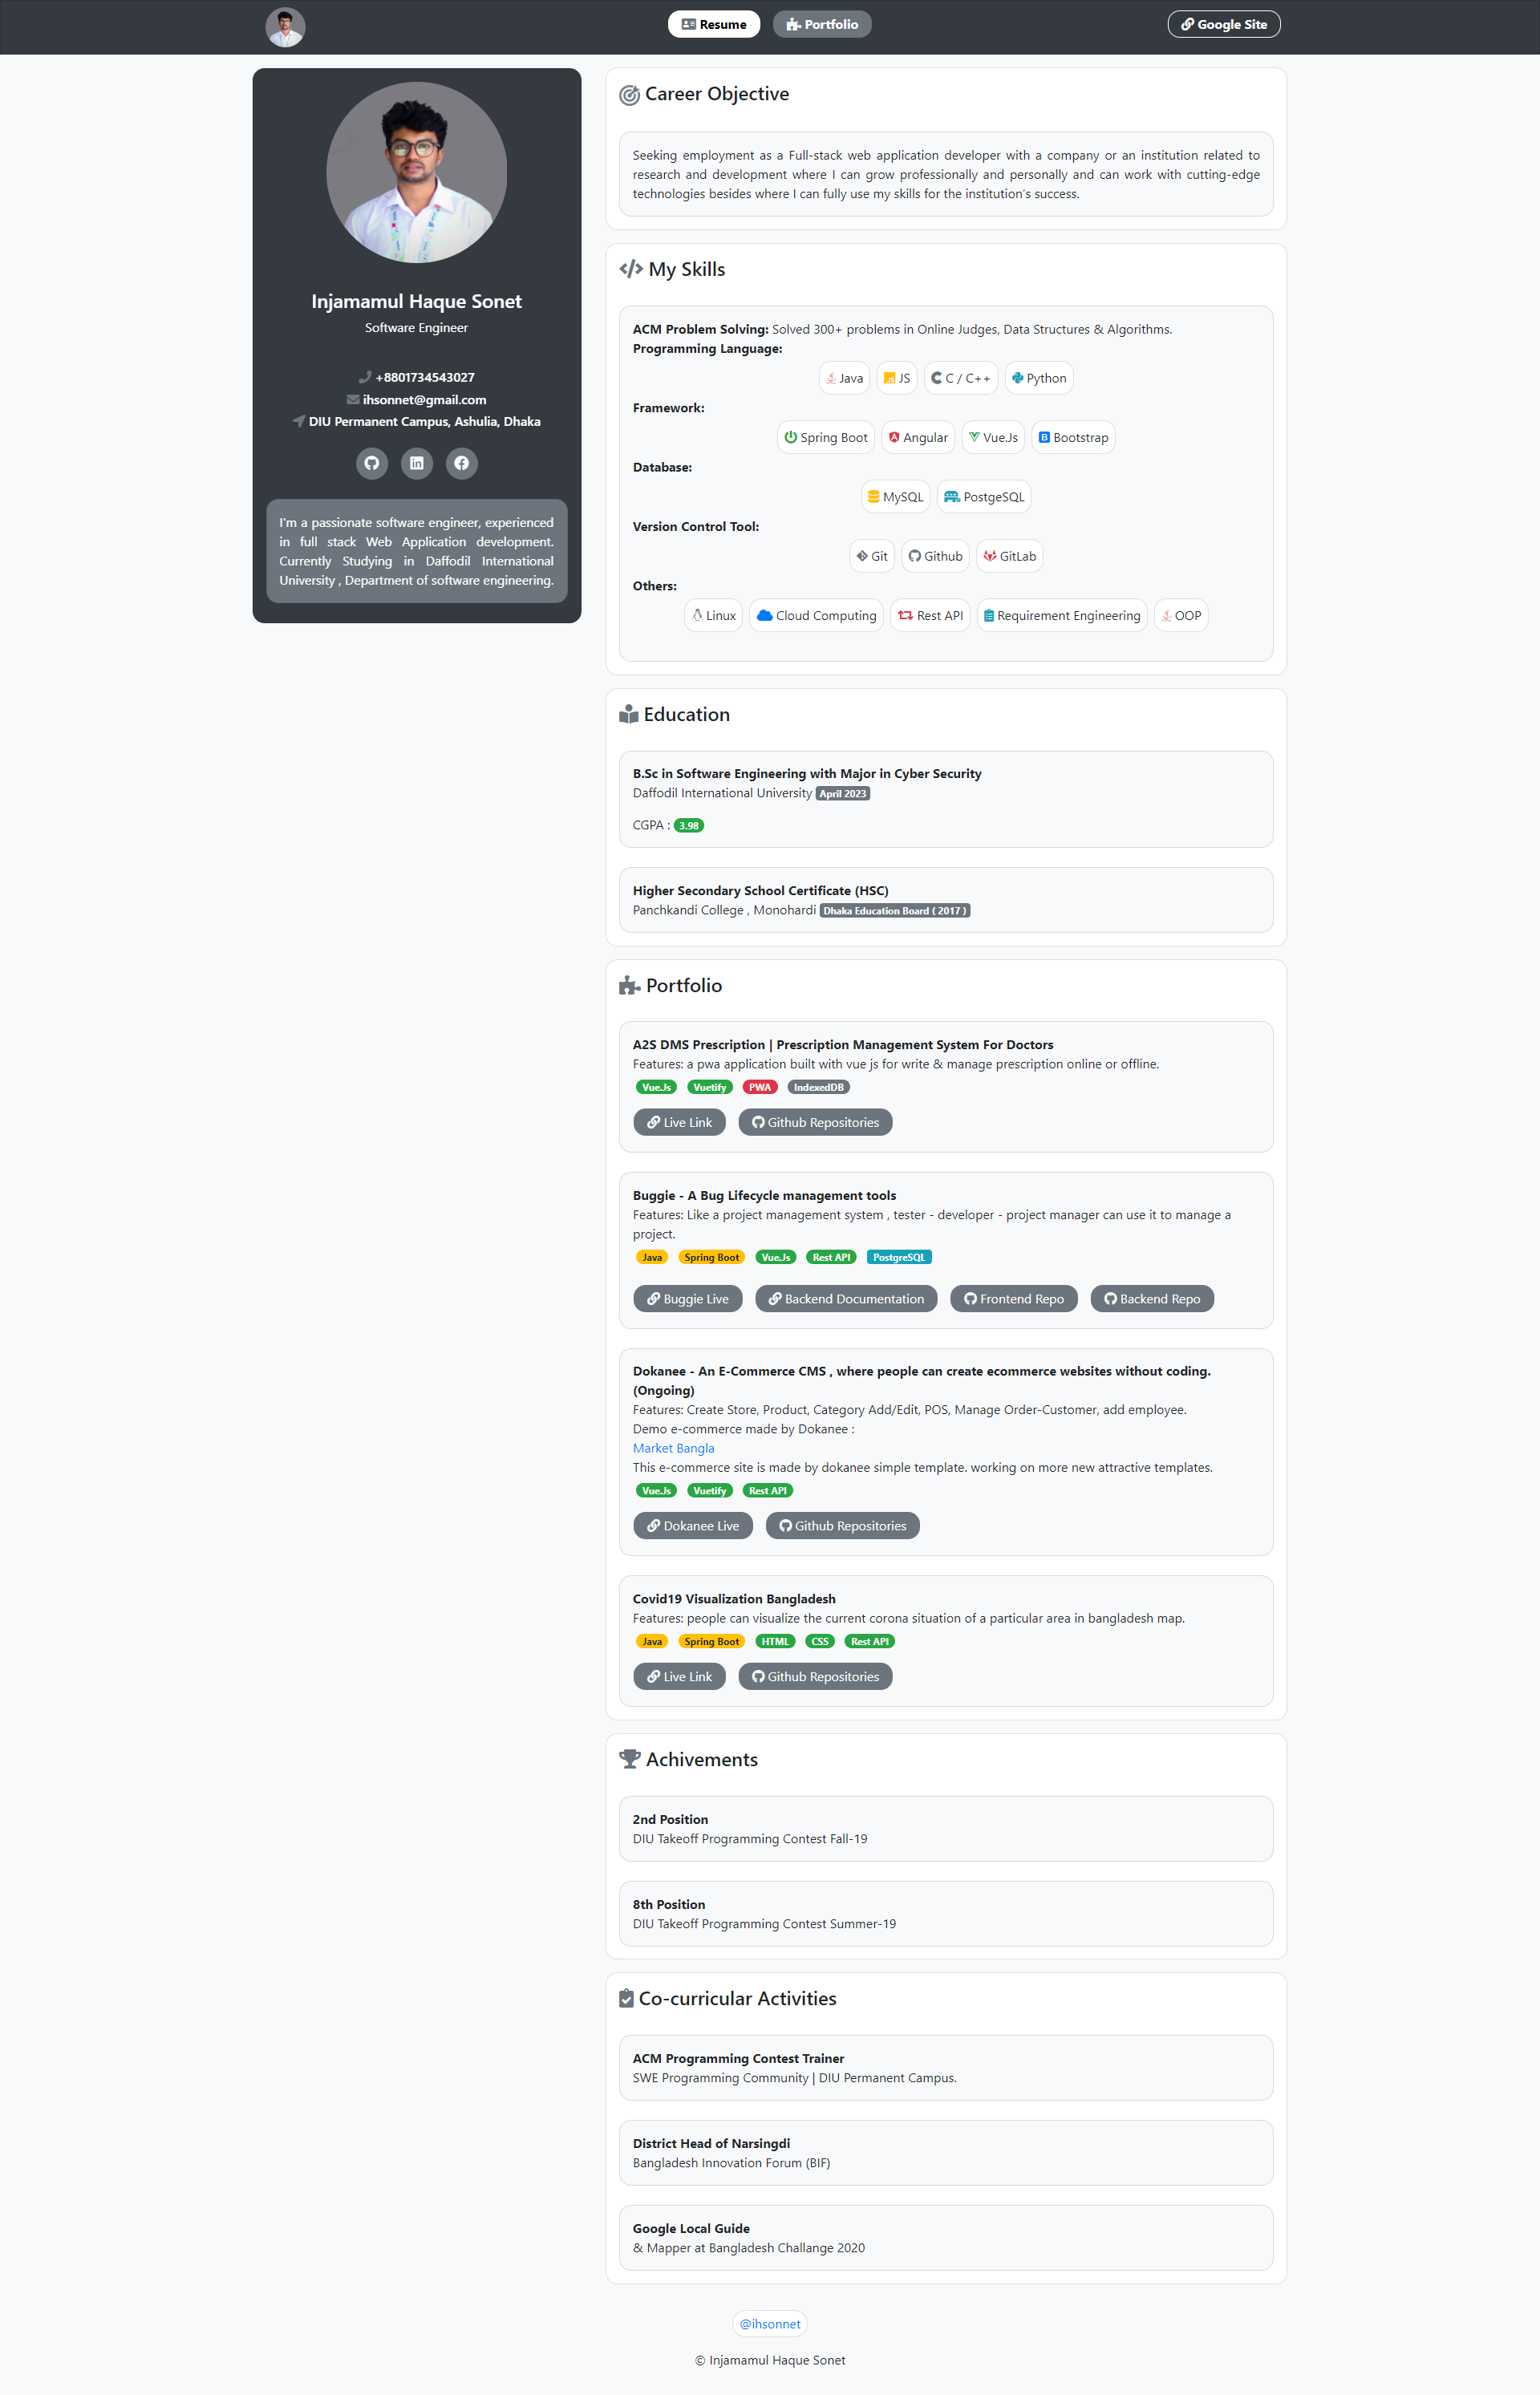 Resume
Portfolio
Google Site
Injamamul Haque Sonet
Software Engineer
+8801734543027
ihsonnet@gmail.com
DIU Permanent Campus, Ashulia, Dhaka
I'm a passionate software engineer, experienced
in full stack Web Application development.
Currently Studying in Daffodil International
University , Department of software engineering.
Career Objective
Seeking employment as a Full-stack web application developer with a company or an institution related to
research and development where I can grow professionally and personally and can work with cutting-edge
technologies besides where I can fully use my skills for the institution's success.
My Skills
ACM Problem Solving: Solved 300+ problems in Online Judges, Data Structures & Algorithms.
Programming Language:
Java JS C / C++ Python
Framework:
Spring Boot Angular Vue.Js Bootstrap
Database:
MySQL PostgeSQL
Version Control Tool:
Git Github GitLab
Others:
Linux Cloud Computing Rest API Requirement Engineering OOP
Education
B.Sc in Software Engineering with Major in Cyber Security
Daffodil International University April 2023
CGPA : 3.98
Higher Secondary School Certificate (HSC)
Panchkandi College , Monohardi Dhaka Education Board ( 2017 )
Portfolio
A2S DMS Prescription | Prescription Management System For Doctors
Features: a pwa application built with vue js for write & manage prescription online or offline.
Vue.Js Vuetify PWA IndexedDB
Live Link Github Repositories
Buggie - A Bug Lifecycle management tools
Features: Like a project management system , tester - developer - project manager can use it to manage a
project.
Java Spring Boot Vue.Js Rest API PostgreSQL
Buggie Live Backend Documentation Frontend Repo Backend Repo
Dokanee - An E-Commerce CMS , where people can create ecommerce websites without coding.
(Ongoing)
Features: Create Store, Product, Category Add/Edit, POS, Manage Order-Customer, add employee.
Demo e-commerce made by Dokanee :
Market Bangla
This e-commerce site is made by dokanee simple template. working on more new attractive templates.
Vue.Js Vuetify Rest API
Dokanee Live Github Repositories
Covid19 Visualization Bangladesh
Features: people can visualize the current corona situation of a particular area in bangladesh map.
Java Spring Boot HTML CSS Rest API
Live Link Github Repositories
Achivements
2nd Position
DIU Takeoff Programming Contest Fall-19
8th Position
DIU Takeoff Programming Contest Summer-19
Co-curricular Activities
ACM Programming Contest Trainer
SWE Programming Community | DIU Permanent Campus.
District Head of Narsingdi
Bangladesh Innovation Forum (BIF)
Google Local Guide
& Mapper at Bangladesh Challange 2020
@ihsonnet
© Injamamul Haque Sonet